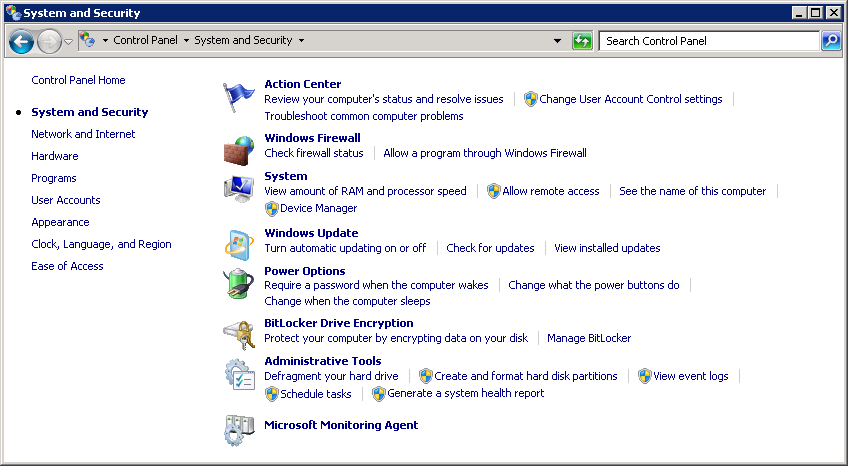 System and Security
Control Panel System and Security
Search Control Panel
Control Panel Home
System and Security
Network and Internet
Hardware
Programs
User Accounts
Appearance
Clock, Language, and Region
Ease of Access
Action Center
Review your computer's status and resolve issues Change User Account Control settings
Troubleshoot common computer problems
Windows Firewall
Check firewall status Allow a program through Windows Firewall
System
View amount of RAM and processor speed Allow remote access See the name of this computer
Device Manager
Windows Update
Turn automatic updating on or off Check for updates View installed updates
Power Options
Require a password when the computer wakes Change what the power buttons do
Change when the computer sleeps
BitLocker Drive Encryption
Protect your computer by encrypting data on your disk Manage BitLocker
Administrative Tools
Defragment your hard drive Create and format hard disk partitions View event logs
Schedule tasks Generate a system health report
Microsoft Monitoring Agent